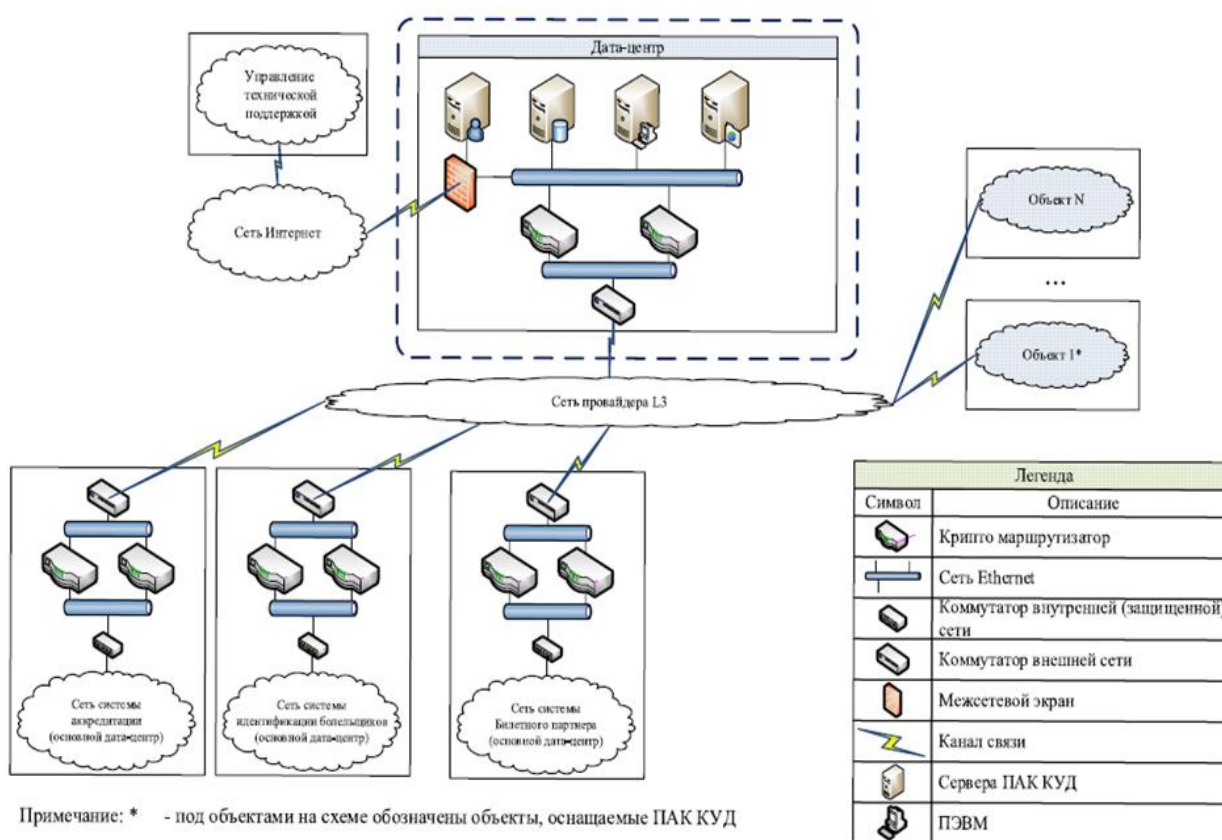 Дата-центр
Управление
технической
поддержкой
Сеть Интернет
Объект N
...
Объект 1*
Сеть провайдера L3
Сеть системы
аккредитации
(основной дата-центр)
Сеть системы
идентификации болельщиков
(основной дата-центр)
Сеть системы
Билетного партнера
(основной дата-центр)
Легенда
Символ Описание
Крипто маршрутизатор
Сеть Ethernet
Коммутатор внутренней (защищенной)
сети
Коммутатор внешней сети
Межсетевой экран
Канал связи
Сервера ПАК КУД
ПЭВМ
Примечание: * - под объектами на схеме обозначены объекты, оснащаемые ПАК КУД